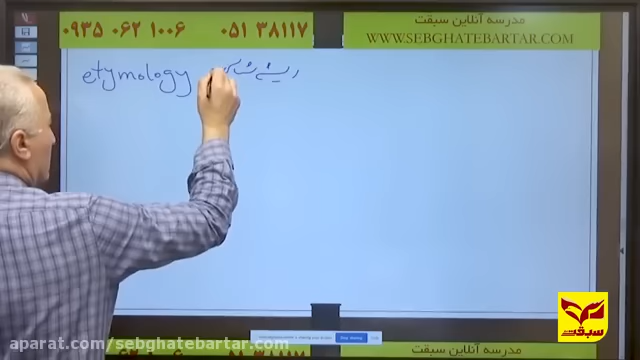 مدرسه آنلاین سبقت
۰۹۳۵ ۰۶۲ ۱۰۰۶ ۰۵۱ ۳۸۱۱۷
WWW.SEBGHATEBARTAR.COM
etymology
سبقت
aparat.com/sebghatebartar
مدرسه آنلاین سبقت